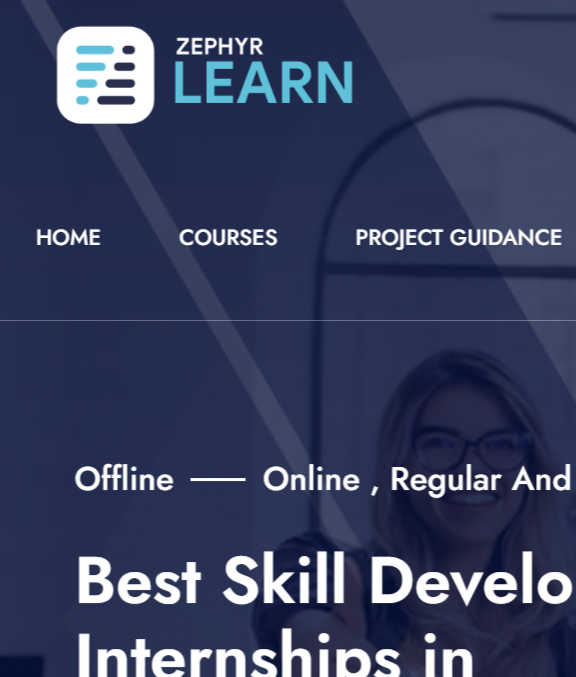 ZEPHYR
LEARN
HOME COURSES PROJECT GUIDANCE
Offline — Online , Regular And
Best Skill Develo
Internships in